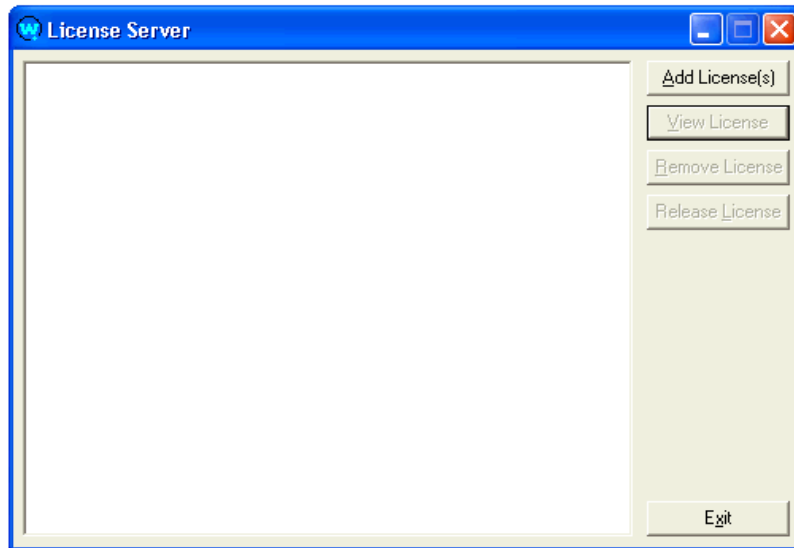 License Server
Add License(s)
View License
Remove License
Release License
Exit